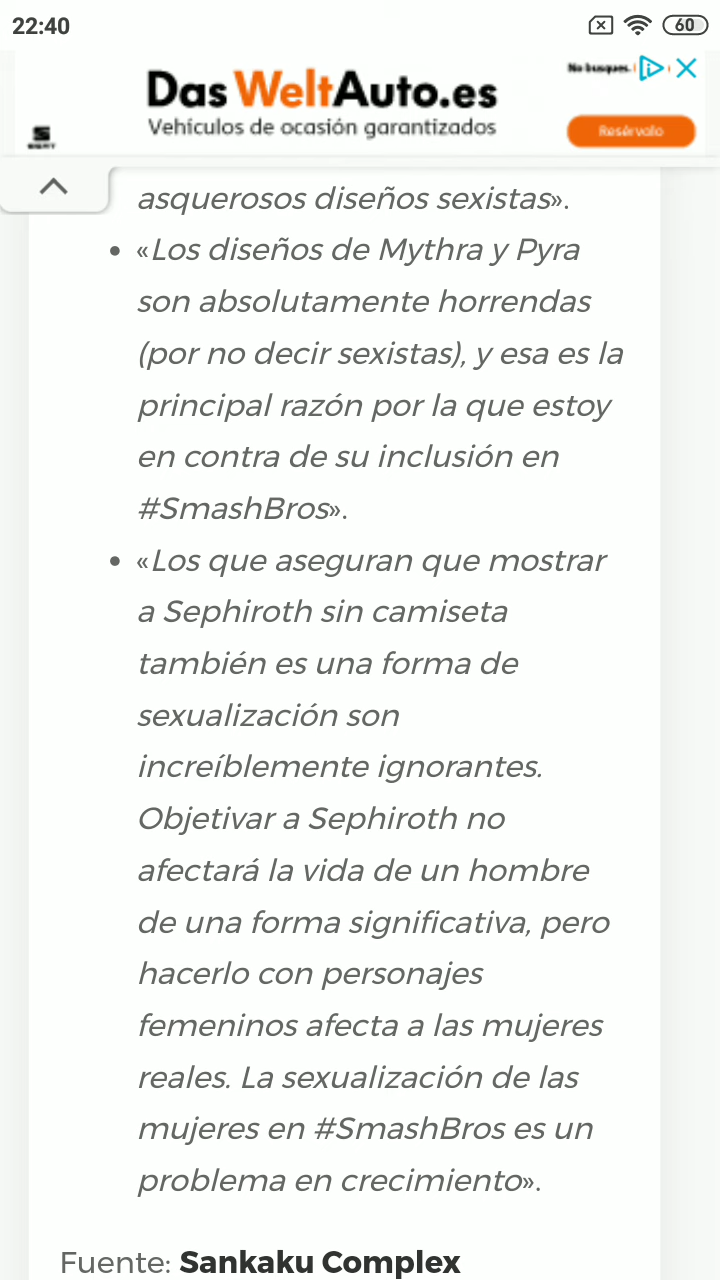 22:40
60
Das WeltAuto.es
No busques.
Vehículos de ocasión garantizados
SEAT
Resérvalo
asquerosos diseños sexistas».
• «Los diseños de Mythra y Pyra
son absolutamente horrendas
(por no decir sexistas), y esa es la
principal razón por la que estoy
en contra de su inclusión en
#SmashBros».
• «Los que aseguran que mostrar
a Sephiroth sin camiseta
también es una forma de
sexualización son
increíblemente ignorantes.
Objetivar a Sephiroth no
afectará la vida de un hombre
de una forma significativa, pero
hacerlo con personajes
femeninos afecta a las mujeres
reales. La sexualización de las
mujeres en #SmashBros es un
problema en crecimiento».
Fuente: Sankaku Complex